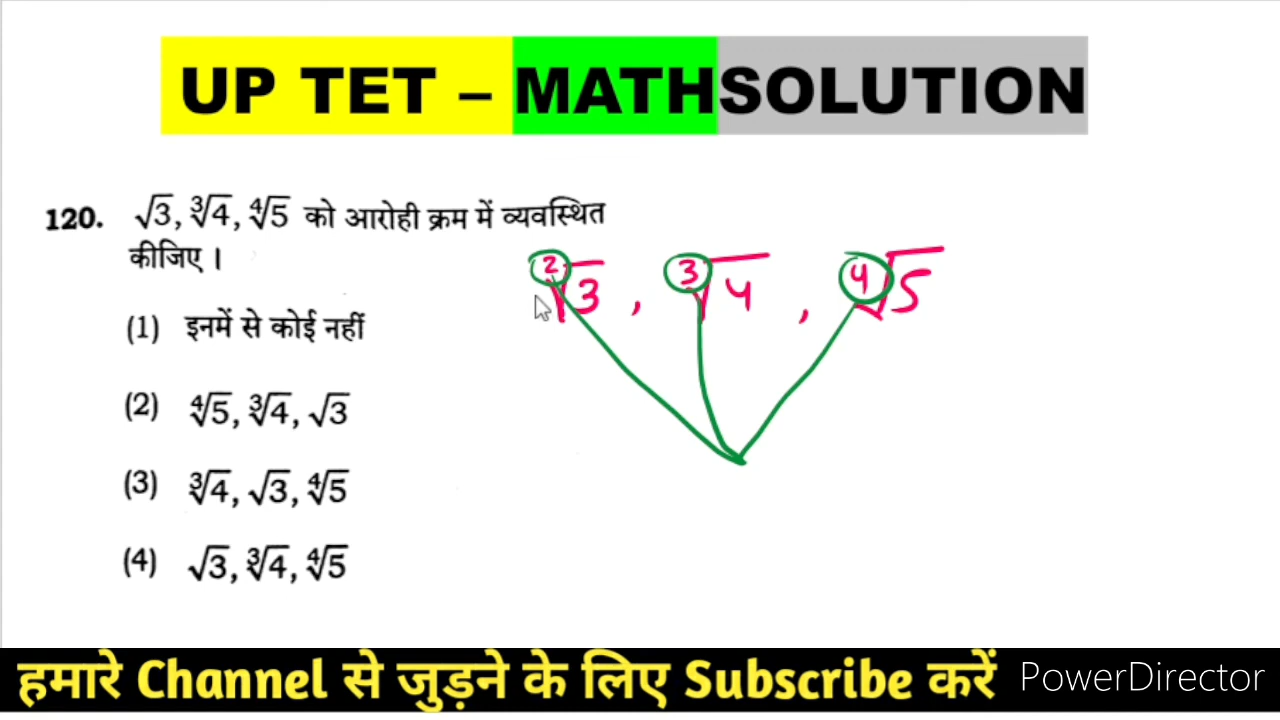 UP TET – MATHSOLUTION
120. √3, ∛4, ∜5 को आरोही क्रम में व्यवस्थित
कीजिए ।
²√3 , ³√4 , ⁴√5
(1) इनमें से कोई नहीं
(2) ∜5, ∛4, √3
(3) ∛4, √3, ∜5
(4) √3, ∛4, ∜5
हमारे Channel से जुड़ने के लिए Subscribe करें PowerDirector